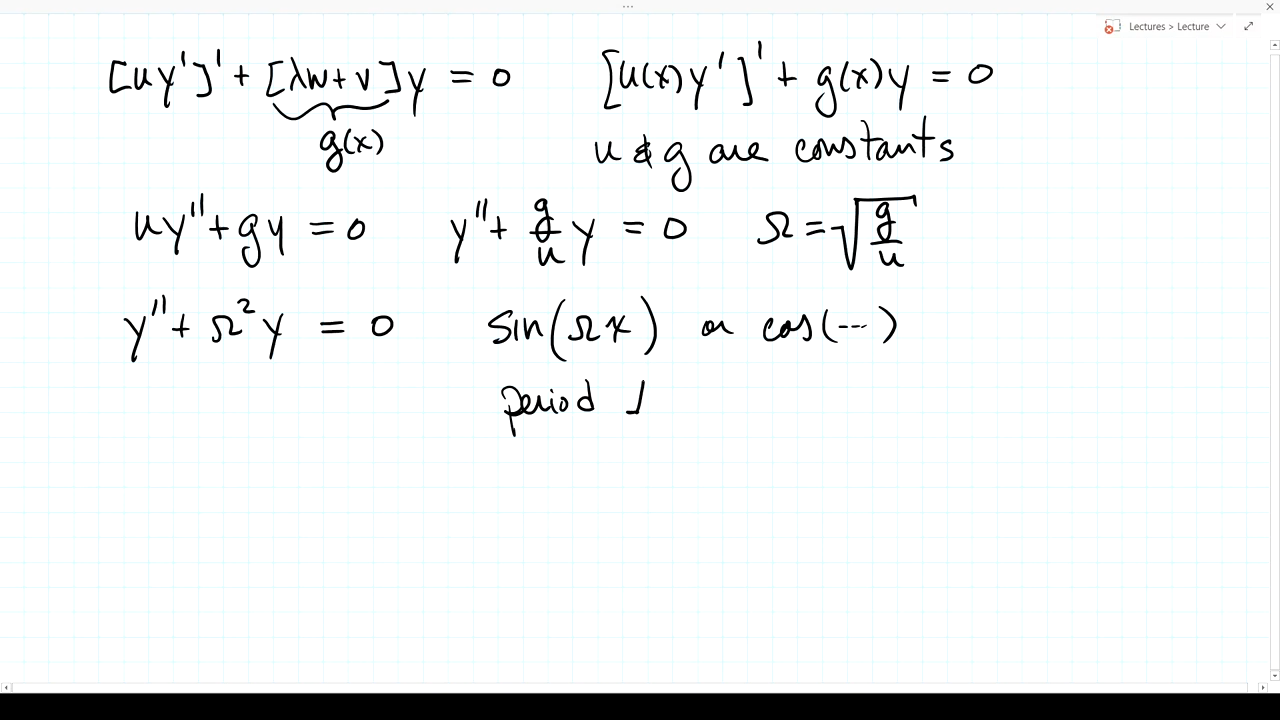 Lectures > Lecture
[uy']' + [λw + v]y = 0 [u(x)y']' + g(x)y = 0
g(x) u & g are constants
uy'' + gy = 0 y'' + g/u y = 0 Ω = √(g/u)
y'' + Ω²y = 0 sin(Ωx) or cos(---)
period